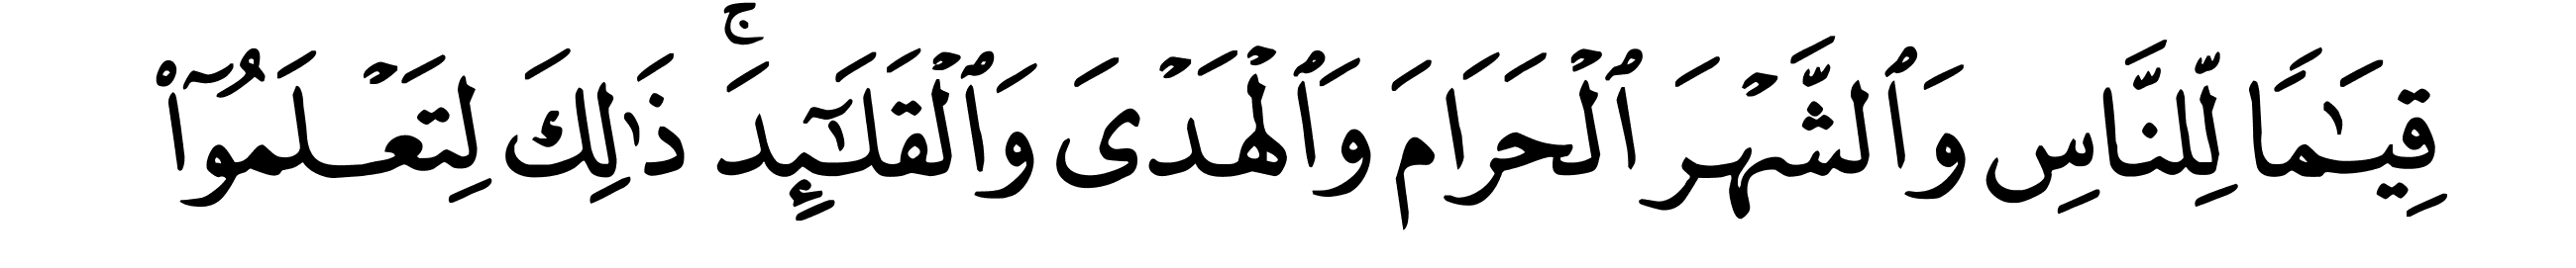 قِيَٰمًا لِّلنَّاسِ وَٱلشَّهْرَ ٱلْحَرَامَ وَٱلْهَدْىَ وَٱلْقَلَٰٓئِدَ ۚ ذَٰلِكَ لِتَعْلَمُوٓا۟